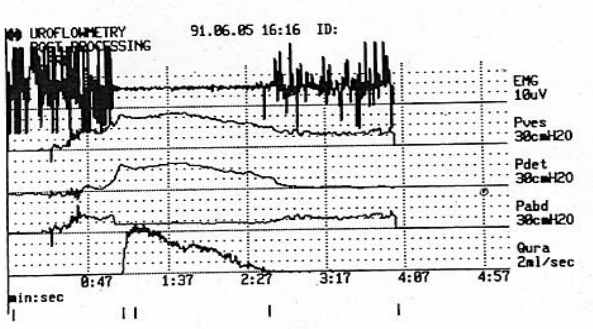 UROFLOWMETRY 91.06.05 16:16 ID:
POST PROCESSING
EMG
10uV
Pves
30cmH2O
Pdet
30cmH2O
Pabd
30cmH2O
Qura
2ml/sec
0:47 1:37 2:27 3:17 4:07 4:57
min:sec